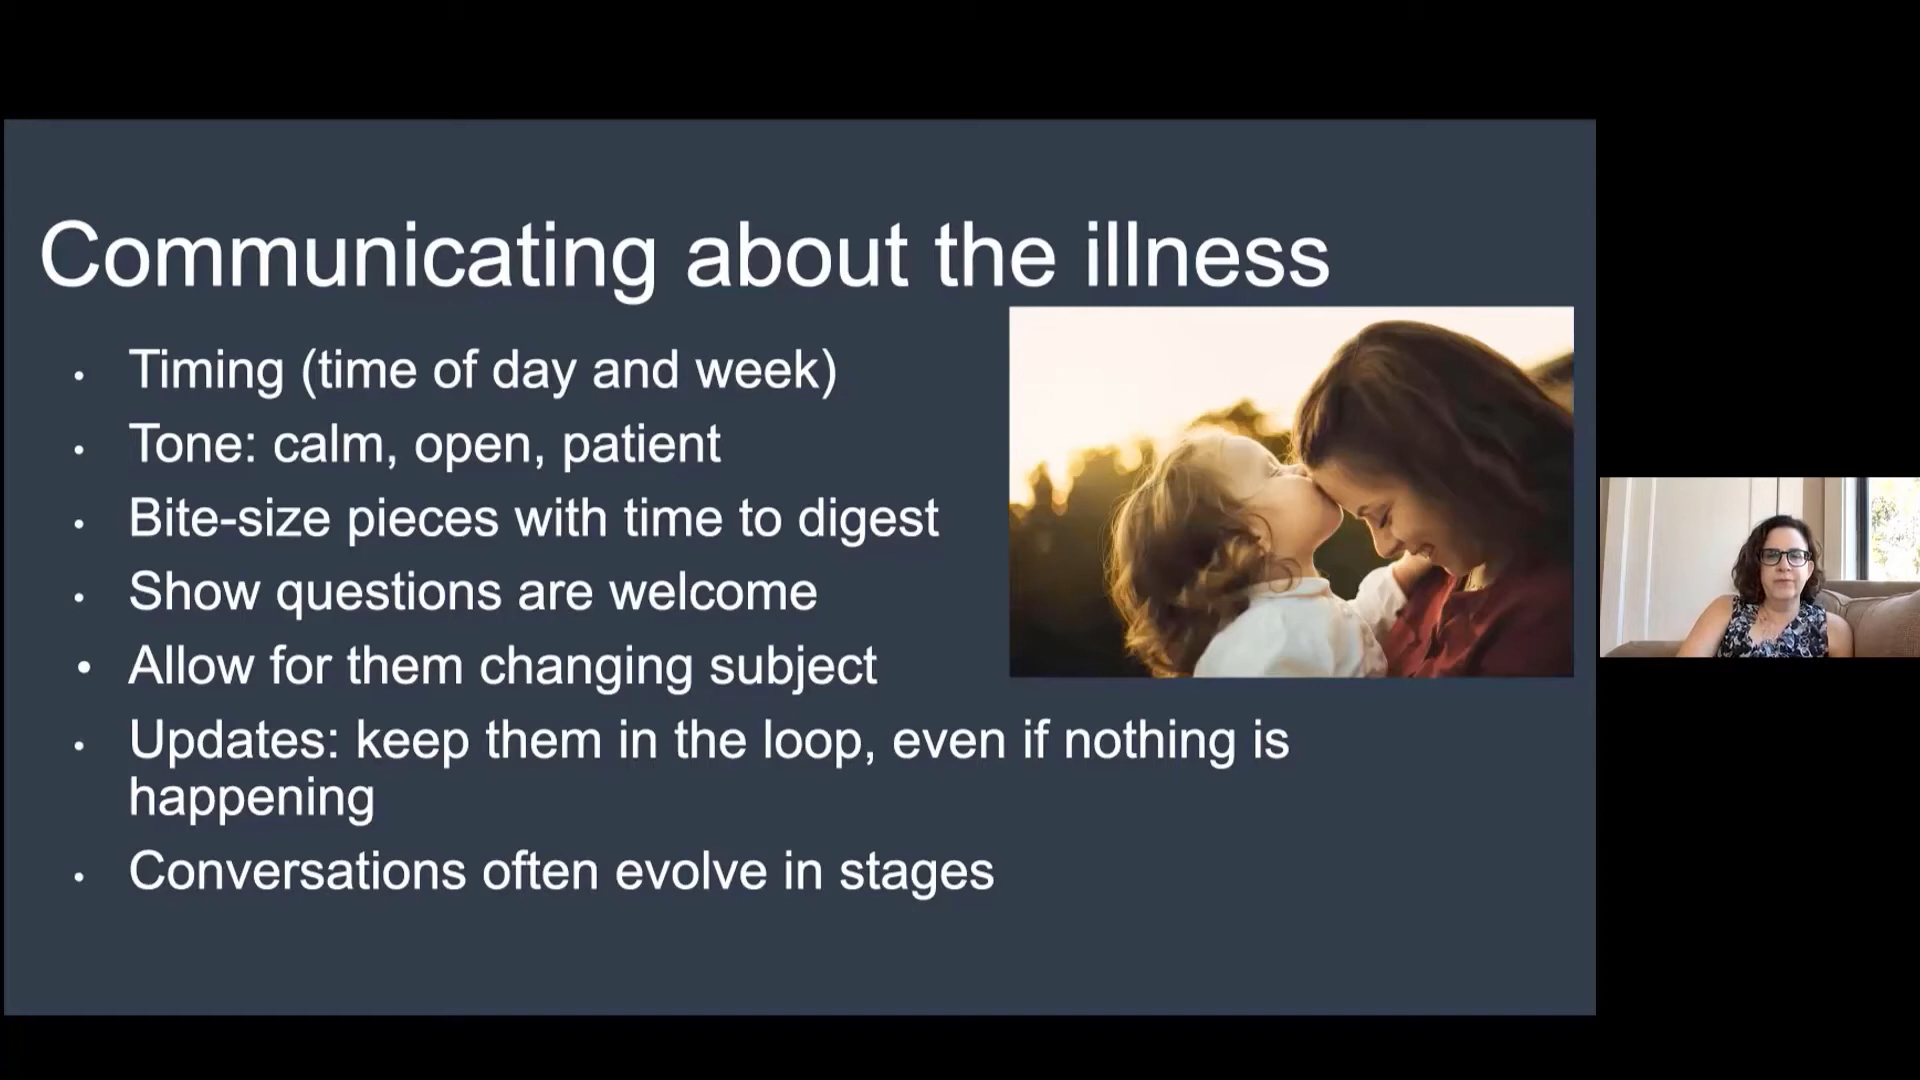 Communicating about the illness
• Timing (time of day and week)
• Tone: calm, open, patient
• Bite-size pieces with time to digest
• Show questions are welcome
• Allow for them changing subject
• Updates: keep them in the loop, even if nothing is
happening
• Conversations often evolve in stages